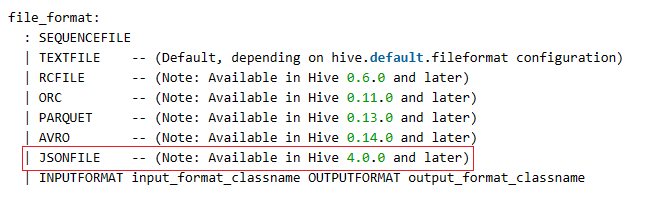 file_format:
: SEQUENCEFILE
| TEXTFILE -- (Default, depending on hive.default.fileformat configuration)
| RCFILE -- (Note: Available in Hive 0.6.0 and later)
| ORC -- (Note: Available in Hive 0.11.0 and later)
| PARQUET -- (Note: Available in Hive 0.13.0 and later)
| AVRO -- (Note: Available in Hive 0.14.0 and later)
| JSONFILE -- (Note: Available in Hive 4.0.0 and later)
| INPUTFORMAT input_format_classname OUTPUTFORMAT output_format_classname